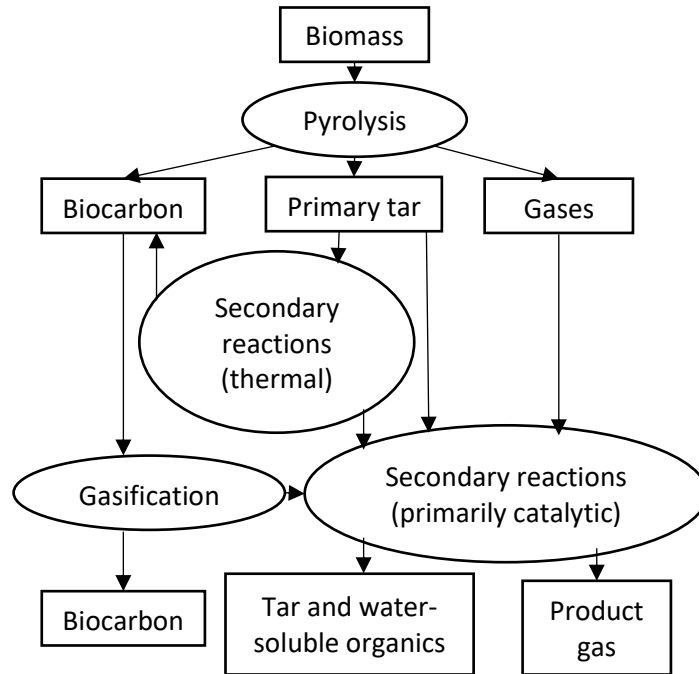 Biomass
Pyrolysis
Biocarbon
Primary tar
Gases
Secondary
reactions
(thermal)
Gasification
Secondary reactions
(primarily catalytic)
Biocarbon
Tar and water-
soluble organics
Product
gas